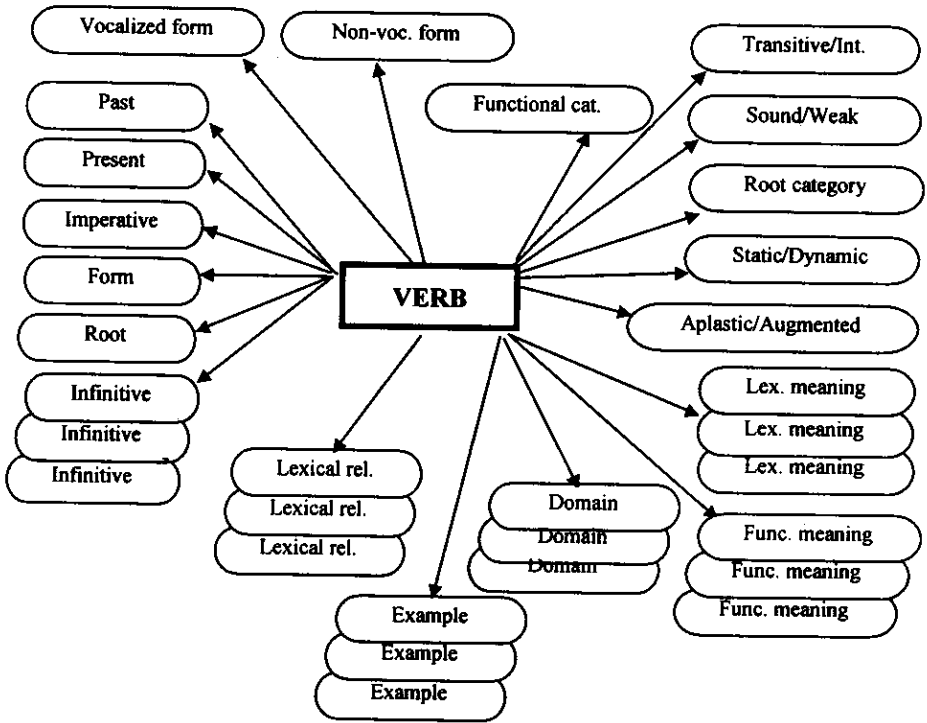 Vocalized form
Non-voc. form
Transitive/Int.
Past
Functional cat.
Sound/Weak
Present
Root category
Imperative
Static/Dynamic
Form
VERB
Root
Aplastic/Augmented
Infinitive
Infinitive
Infinitive
Lex. meaning
Lex. meaning
Lex. meaning
Lexical rel.
Lexical rel.
Lexical rel.
Domain
Domain
Domain
Func. meaning
Func. meaning
Func. meaning
Example
Example
Example